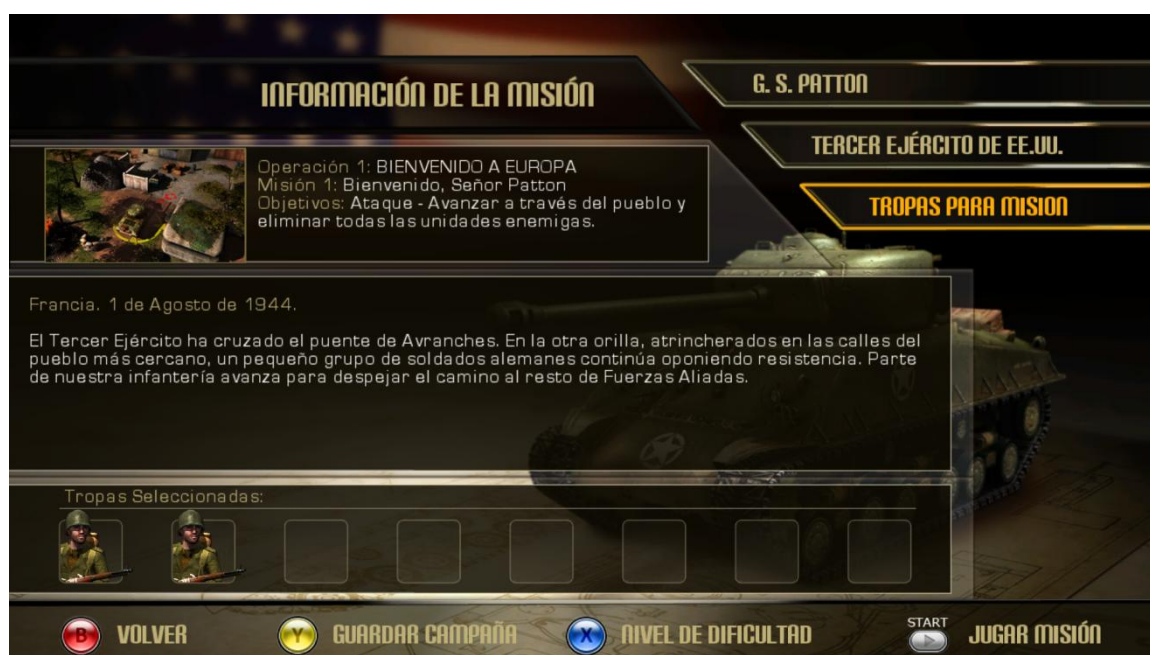 INFORMACIÓN DE LA MISIÓN
G. S. PATTON
TERCER EJÉRCITO DE EE.UU.
TROPAS PARA MISION
Operación 1: BIENVENIDO A EUROPA
Misión 1: Bienvenido, Señor Patton
Objetivos: Ataque - Avanzar a través del pueblo y
eliminar todas las unidades enemigas.
Francia. 1 de Agosto de 1944.
El Tercer Ejército ha cruzado el puente de Avranches. En la otra orilla, atrincherados en las calles del
pueblo más cercano, un pequeño grupo de soldados alemanes continúa oponiendo resistencia. Parte
de nuestra infantería avanza para despejar el camino al resto de Fuerzas Aliadas.
Tropas Seleccionadas:
B VOLVER
Y GUARDAR CAMPAÑA
X NIVEL DE DIFICULTAD
START JUGAR MISIÓN